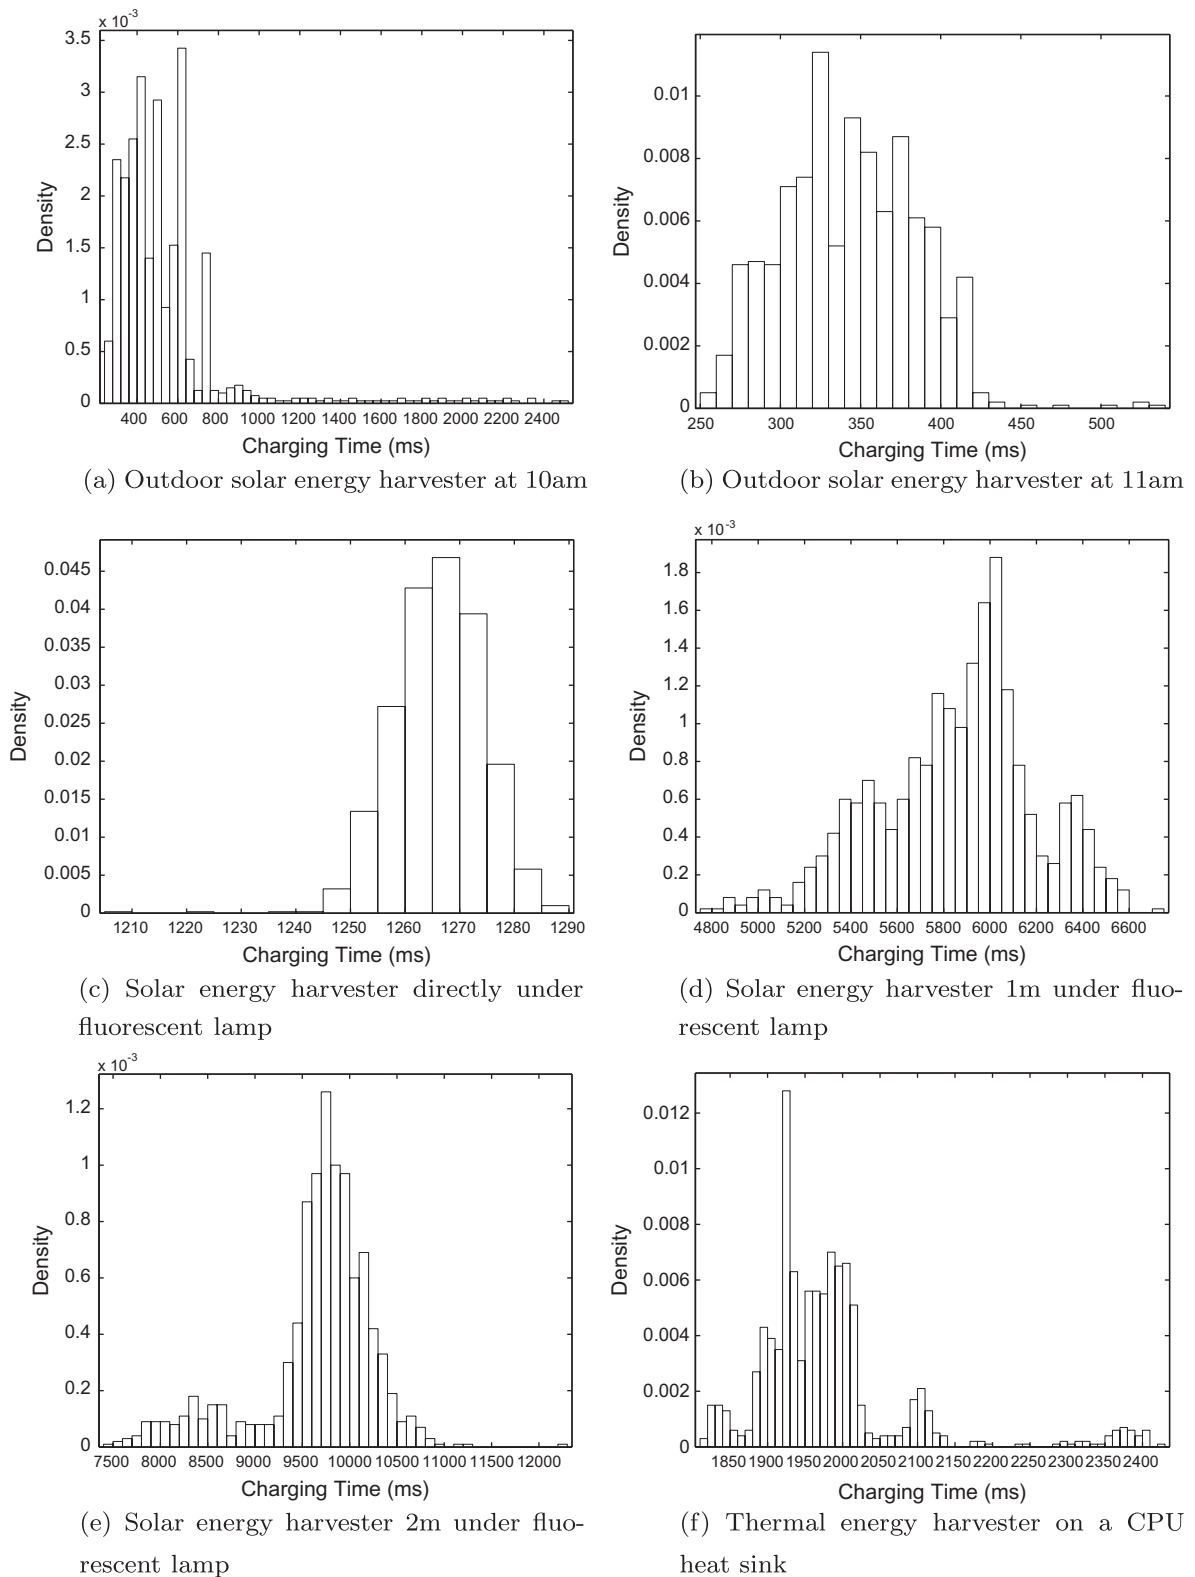 x 10-3
3.5
3
2.5
2
1.5
1
0.5
0
Density
400 600 800 1000 1200 1400 1600 1800 2000 2200 2400
Charging Time (ms)
(a) Outdoor solar energy harvester at 10am
0.01
0.008
0.006
0.004
0.002
0
Density
250 300 350 400 450 500
Charging Time (ms)
(b) Outdoor solar energy harvester at 11am
0.045
0.04
0.035
0.03
0.025
0.02
0.015
0.01
0.005
0
Density
1210 1220 1230 1240 1250 1260 1270 1280 1290
Charging Time (ms)
(c) Solar energy harvester directly under
fluorescent lamp
x 10-3
1.8
1.6
1.4
1.2
1
0.8
0.6
0.4
0.2
0
Density
4800 5000 5200 5400 5600 5800 6000 6200 6400 6600
Charging Time (ms)
(d) Solar energy harvester 1m under fluo-
rescent lamp
x 10-3
1.2
1
0.8
0.6
0.4
0.2
0
Density
7500 8000 8500 9000 9500 10000 10500 11000 11500 12000
Charging Time (ms)
(e) Solar energy harvester 2m under fluo-
rescent lamp
0.012
0.01
0.008
0.006
0.004
0.002
0
Density
1850 1900 1950 2000 2050 2100 2150 2200 2250 2300 2350 2400
Charging Time (ms)
(f) Thermal energy harvester on a CPU
heat sink